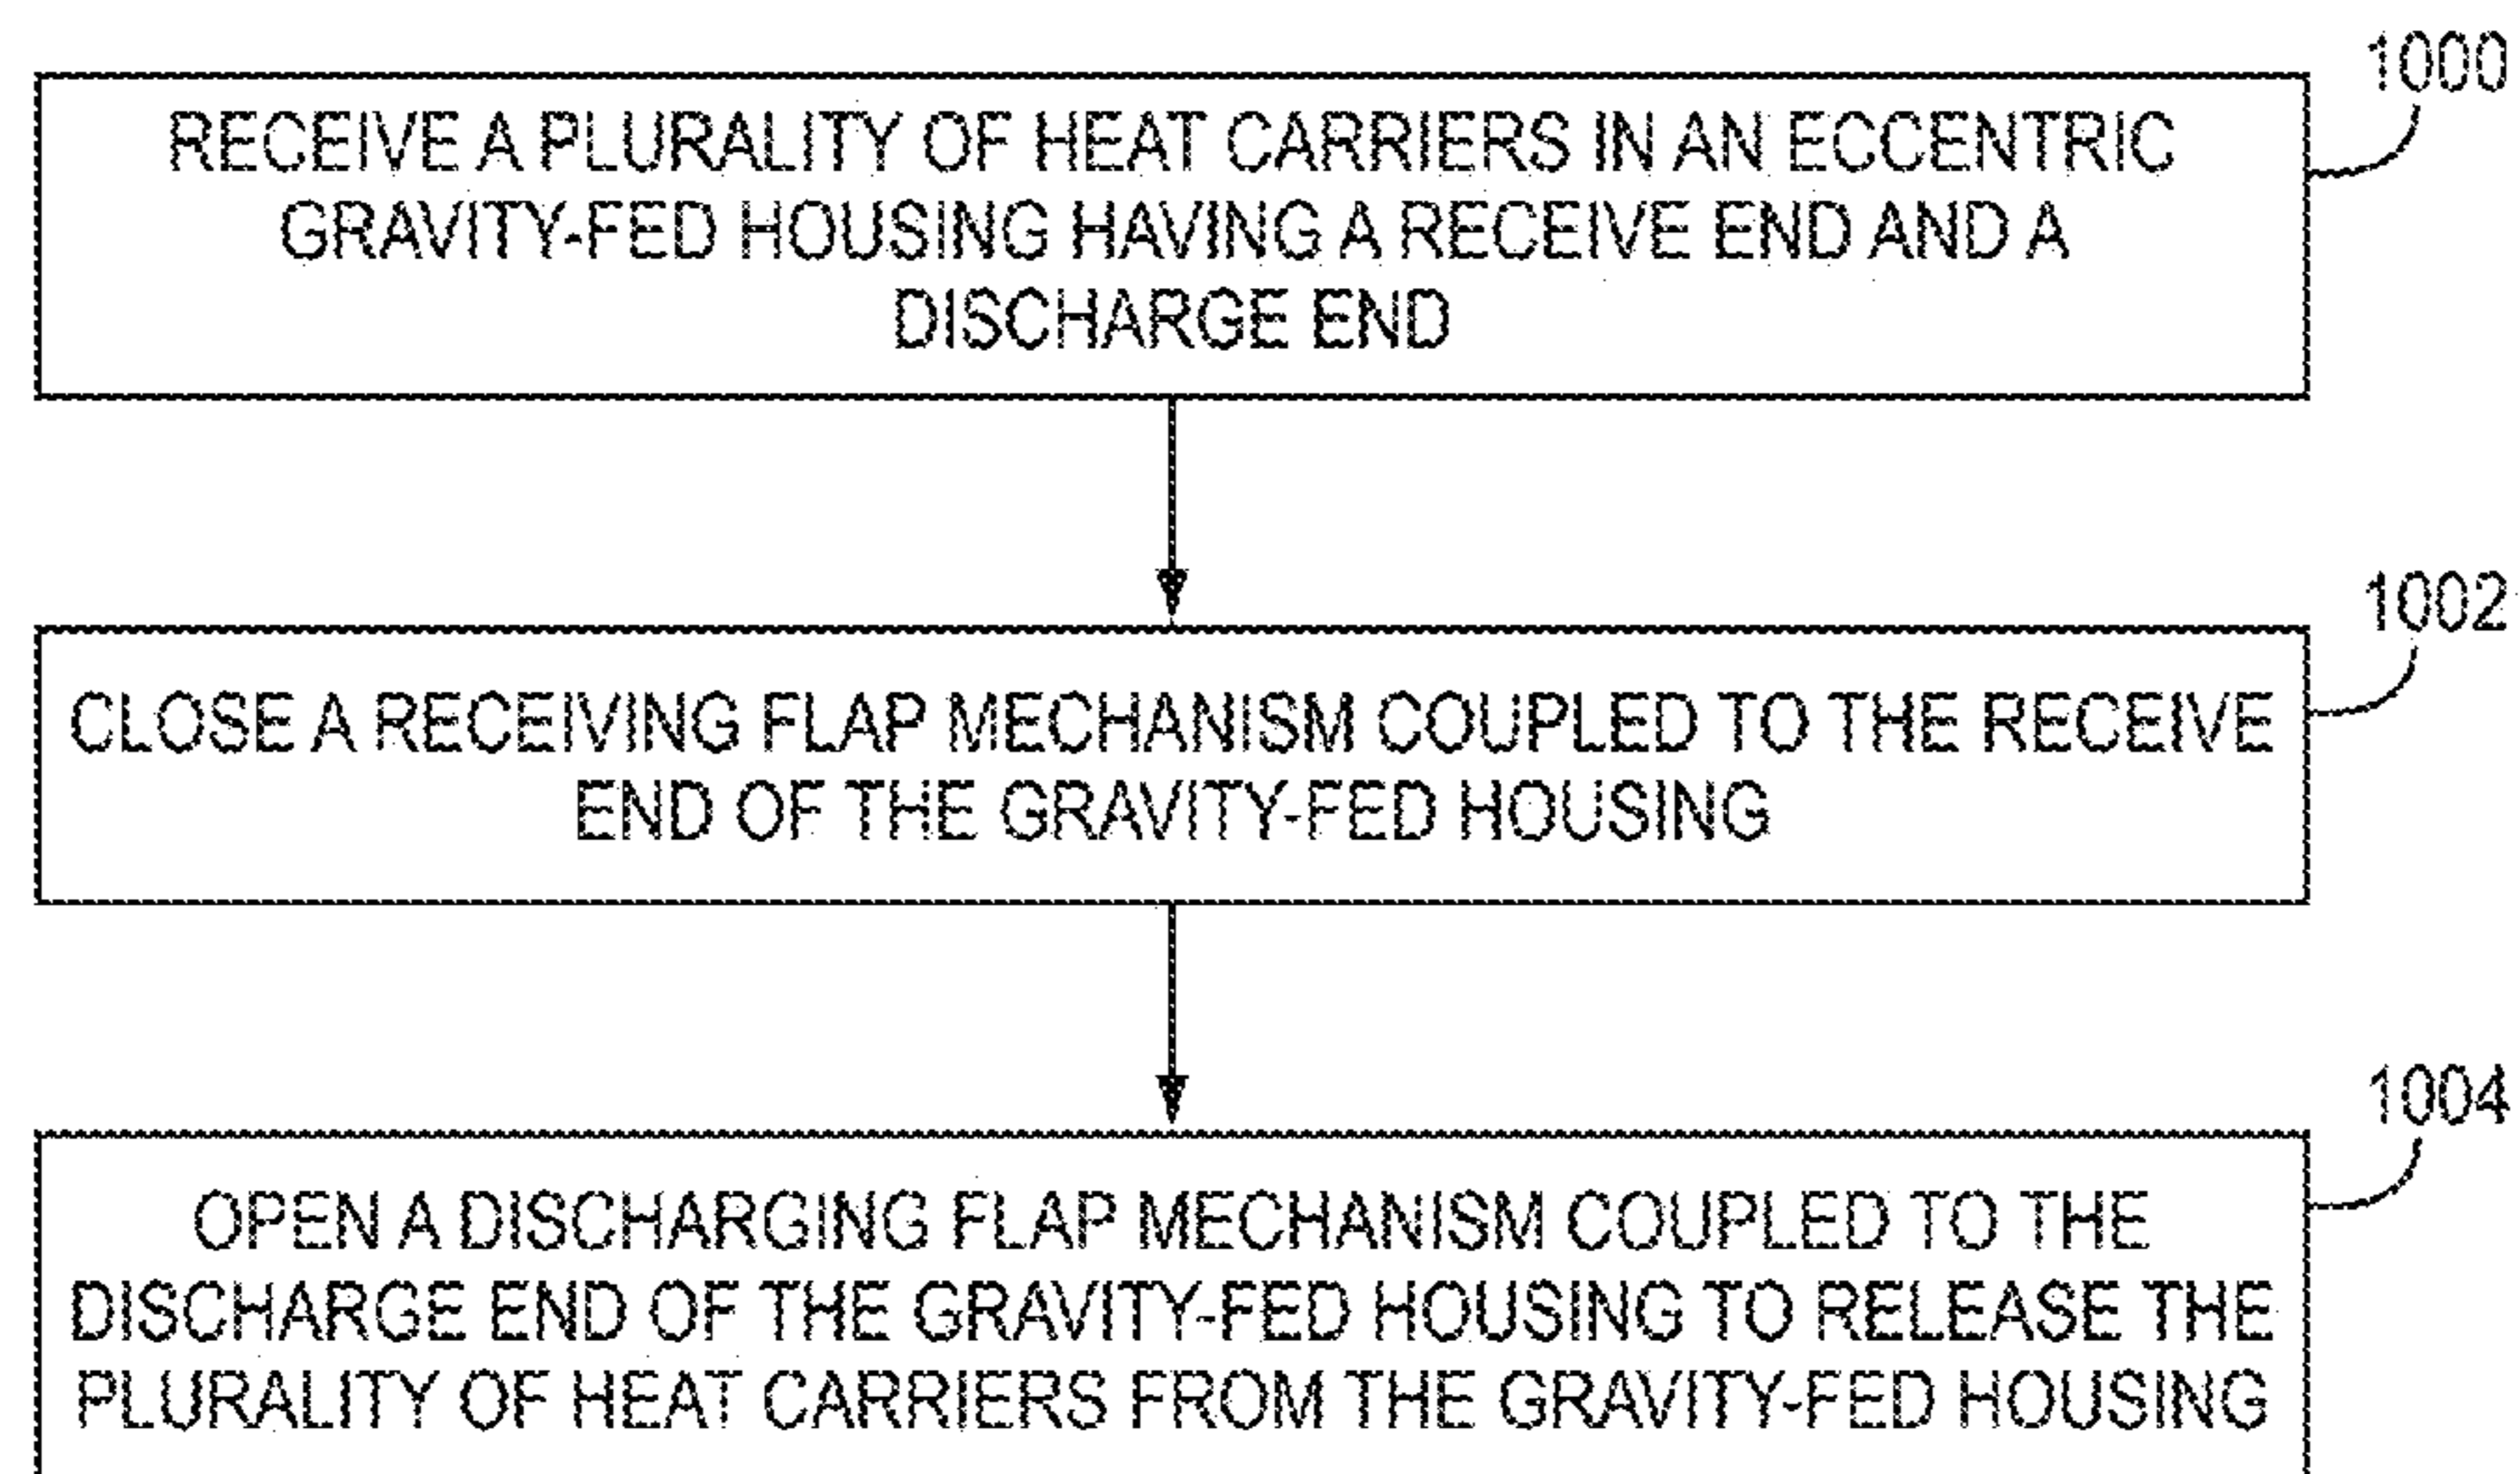 1000
RECEIVE A PLURALITY OF HEAT CARRIERS IN AN ECCENTRIC
GRAVITY-FED HOUSING HAVING A RECEIVE END AND A
DISCHARGE END
1002
CLOSE A RECEIVING FLAP MECHANISM COUPLED TO THE RECEIVE
END OF THE GRAVITY-FED HOUSING
1004
OPEN A DISCHARGING FLAP MECHANISM COUPLED TO THE
DISCHARGE END OF THE GRAVITY-FED HOUSING TO RELEASE THE
PLURALITY OF HEAT CARRIERS FROM THE GRAVITY-FED HOUSING